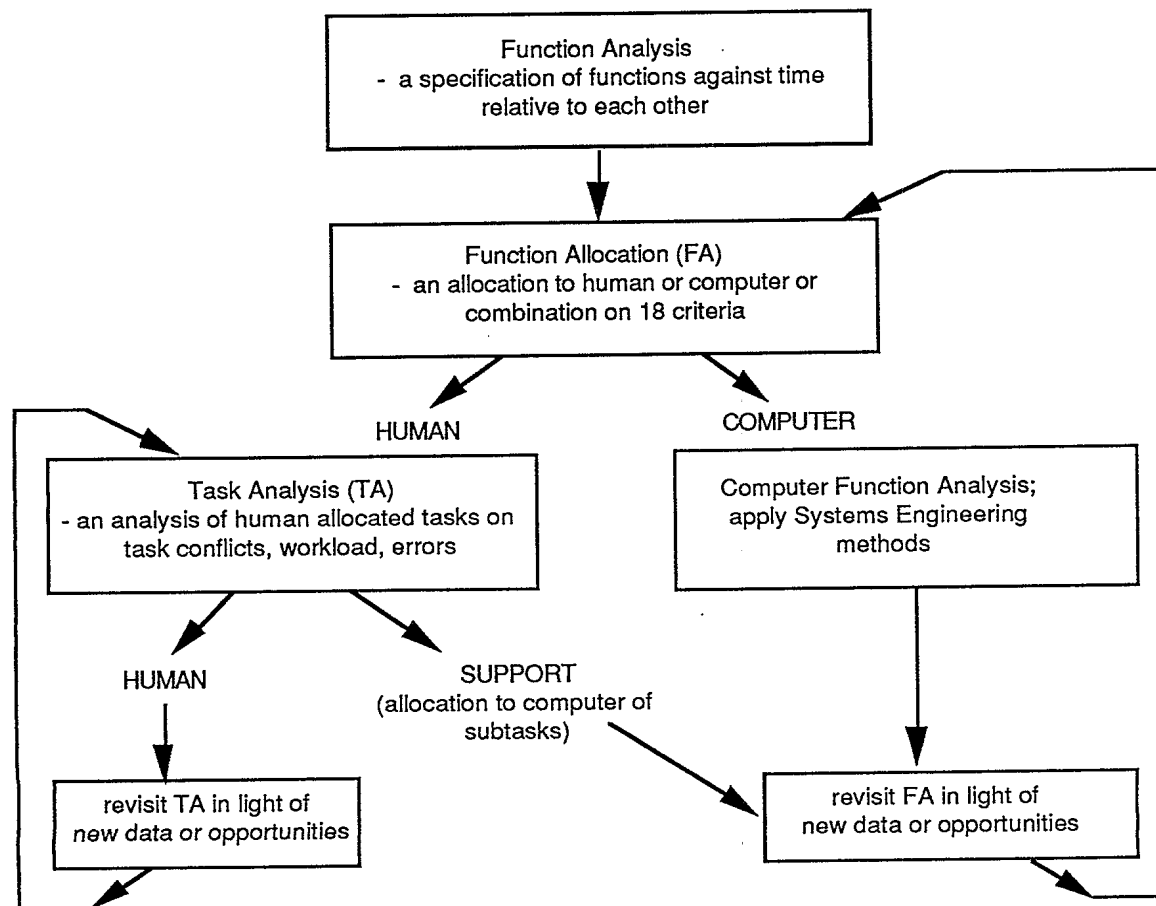 Function Analysis
- a specification of functions against time
relative to each other
Function Allocation (FA)
- an allocation to human or computer or
combination on 18 criteria
HUMAN
COMPUTER
Task Analysis (TA)
- an analysis of human allocated tasks on
task conflicts, workload, errors
Computer Function Analysis;
apply Systems Engineering
methods
HUMAN
SUPPORT
(allocation to computer of
subtasks)
revisit TA in light of
new data or opportunities
revisit FA in light of
new data or opportunities